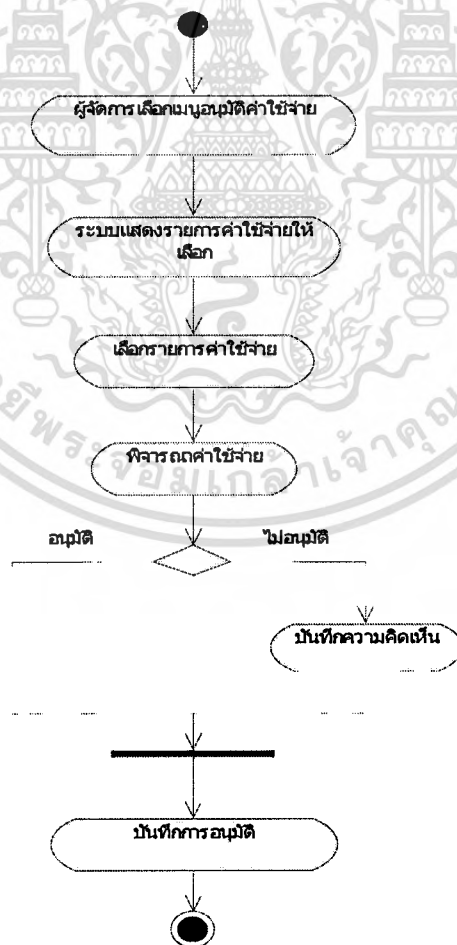 ผู้จัดการเลือกเมนูอนุมัติค่าใช้จ่าย
ระบบแสดงรายการค่าใช้จ่ายให้
เลือก
เลือกรายการค่าใช้จ่าย
พิจารถถค่าใช้จ่าย
อนุมัติ
ไม่อนุมัติ
บันทึกความคิดเห็น
บันทึกการอนุมัติ